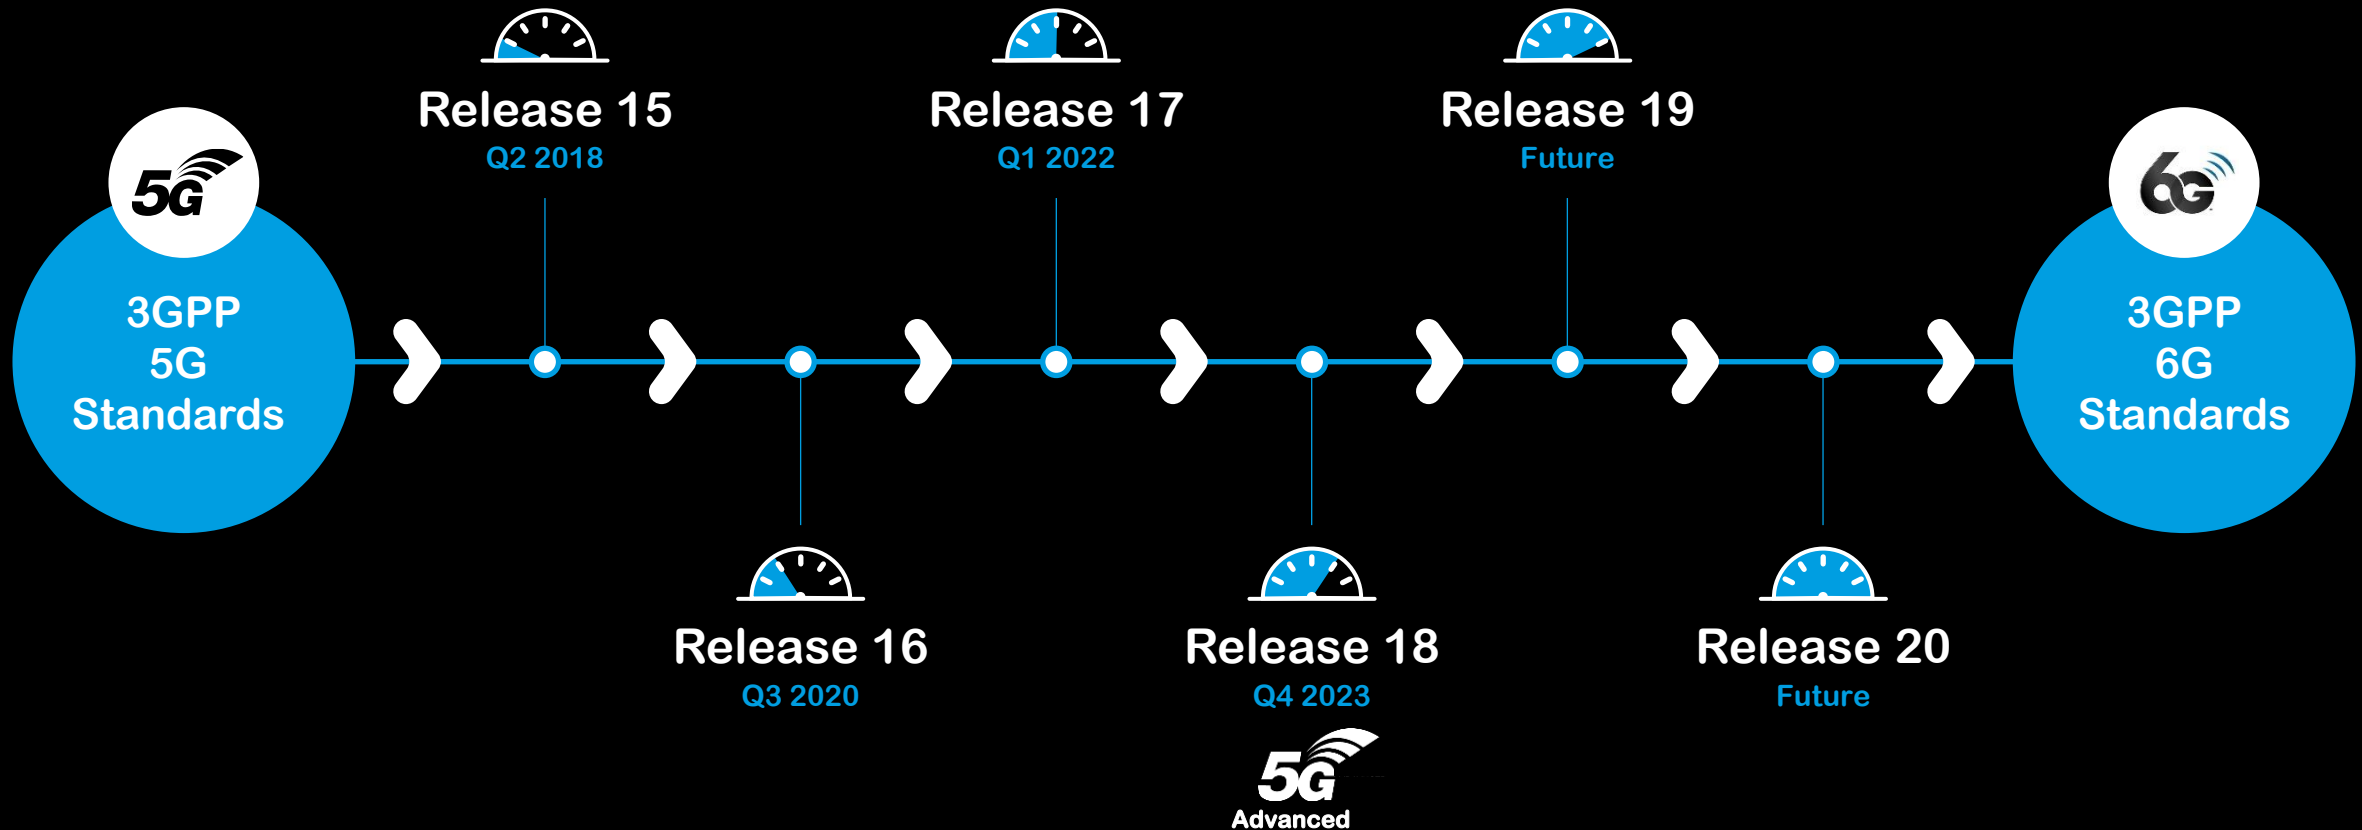 5G
3GPP
5G
Standards
Release 15
Q2 2018
Release 16
Q3 2020
Release 17
Q1 2022
Release 18
Q4 2023
5G
Advanced
Release 19
Future
Release 20
Future
6G
3GPP
6G
Standards